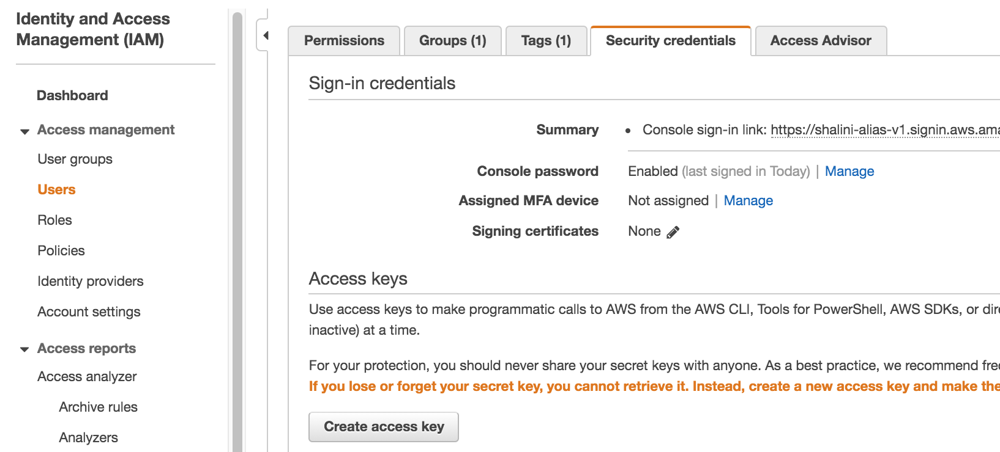 Identity and Access
Management (IAM)
Dashboard
Access management
User groups
Users
Roles
Policies
Identity providers
Account settings
Access reports
Access analyzer
Archive rules
Analyzers
Permissions
Groups (1)
Tags (1)
Security credentials
Access Advisor
Sign-in credentials
Summary
• Console sign-in link: https://shalini-alias-v1.signin.aws.ama
Console password Enabled (last signed in Today) | Manage
Assigned MFA device Not assigned | Manage
Signing certificates None
Access keys
Use access keys to make programmatic calls to AWS from the AWS CLI, Tools for PowerShell, AWS SDKs, or dire
inactive) at a time.
For your protection, you should never share your secret keys with anyone. As a best practice, we recommend fre
If you lose or forget your secret key, you cannot retrieve it. Instead, create a new access key and make the
Create access key